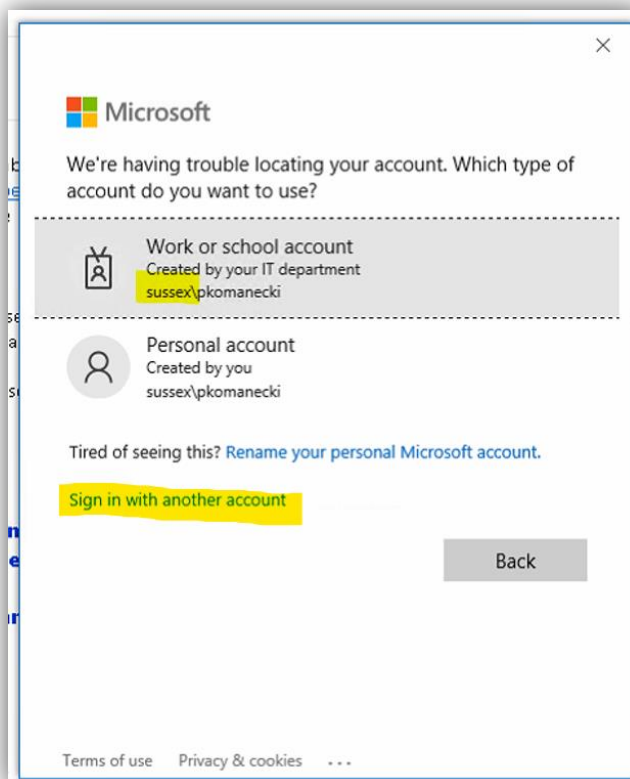 Microsoft
We're having trouble locating your account. Which type of
account do you want to use?
Work or school account
Created by your IT department
sussex\pkomanecki
Personal account
Created by you
sussex\pkomanecki
Tired of seeing this? Rename your personal Microsoft account.
Sign in with another account
Back
Terms of use Privacy & cookies ...